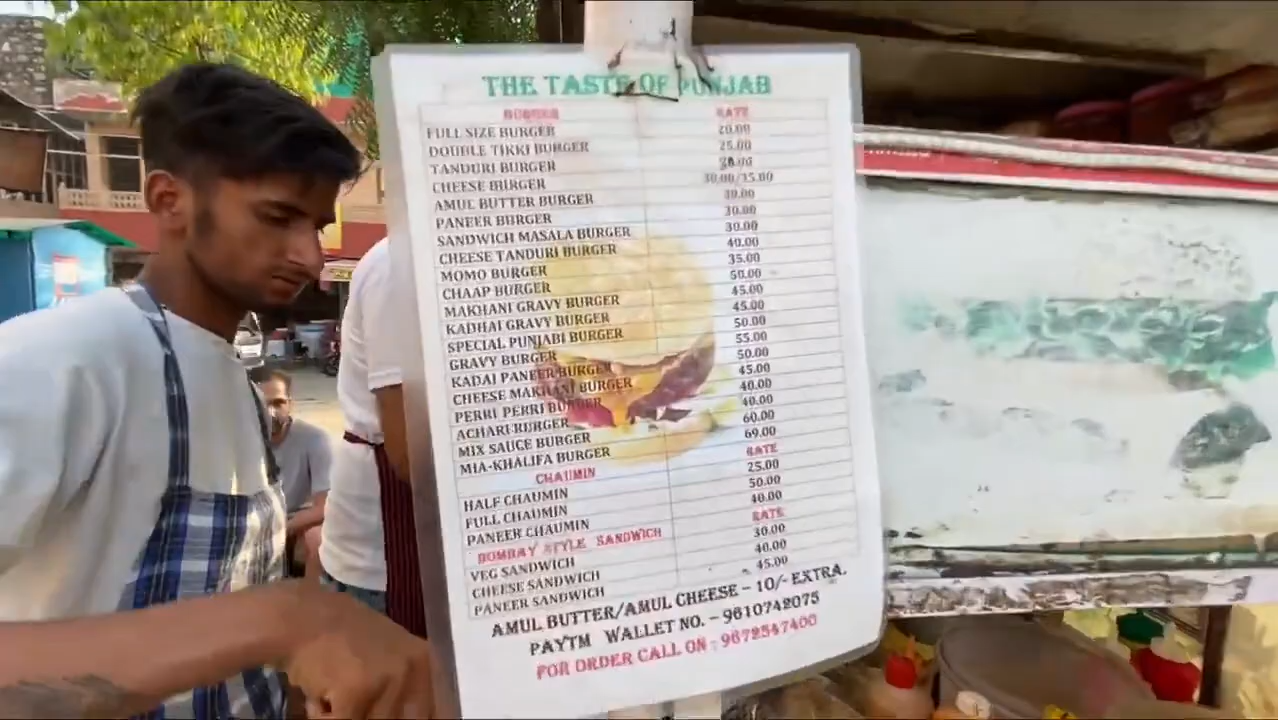 THE TASTE OF PUNJAB
BURGER RATE
FULL SIZE BURGER 20.00
DOUBLE TIKKI BURGER 25.00
TANDURI BURGER
CHEESE BURGER 30.00/35.00
AMUL BUTTER BURGER 30.00
PANEER BURGER 30.00
SANDWICH MASALA BURGER 30.00
CHEESE TANDURI BURGER 40.00
MOMO BURGER 35.00
CHAAP BURGER 50.00
MAKHANI GRAVY BURGER 45.00
KADHAI GRAVY BURGER 45.00
SPECIAL PUNJABI BURGER 50.00
GRAVY BURGER 55.00
KADAI PANEER BURGER 50.00
CHEESE MAKHANI BURGER 45.00
PERRI PERRI BURGER 40.00
ACHARI BURGER 40.00
MIX SAUCE BURGER 60.00
MIA-KHALIFA BURGER 69.00
CHAUMIN RATE
HALF CHAUMIN 25.00
FULL CHAUMIN 50.00
PANEER CHAUMIN 40.00
BOMBAY STYLE SANDWICH RATE
VEG SANDWICH 30.00
CHEESE SANDWICH 40.00
PANEER SANDWICH 45.00
AMUL BUTTER/AMUL CHEESE – 10/- EXTRA.
PAYTM WALLET NO. – 9610742075
FOR ORDER CALL ON : 9672547400